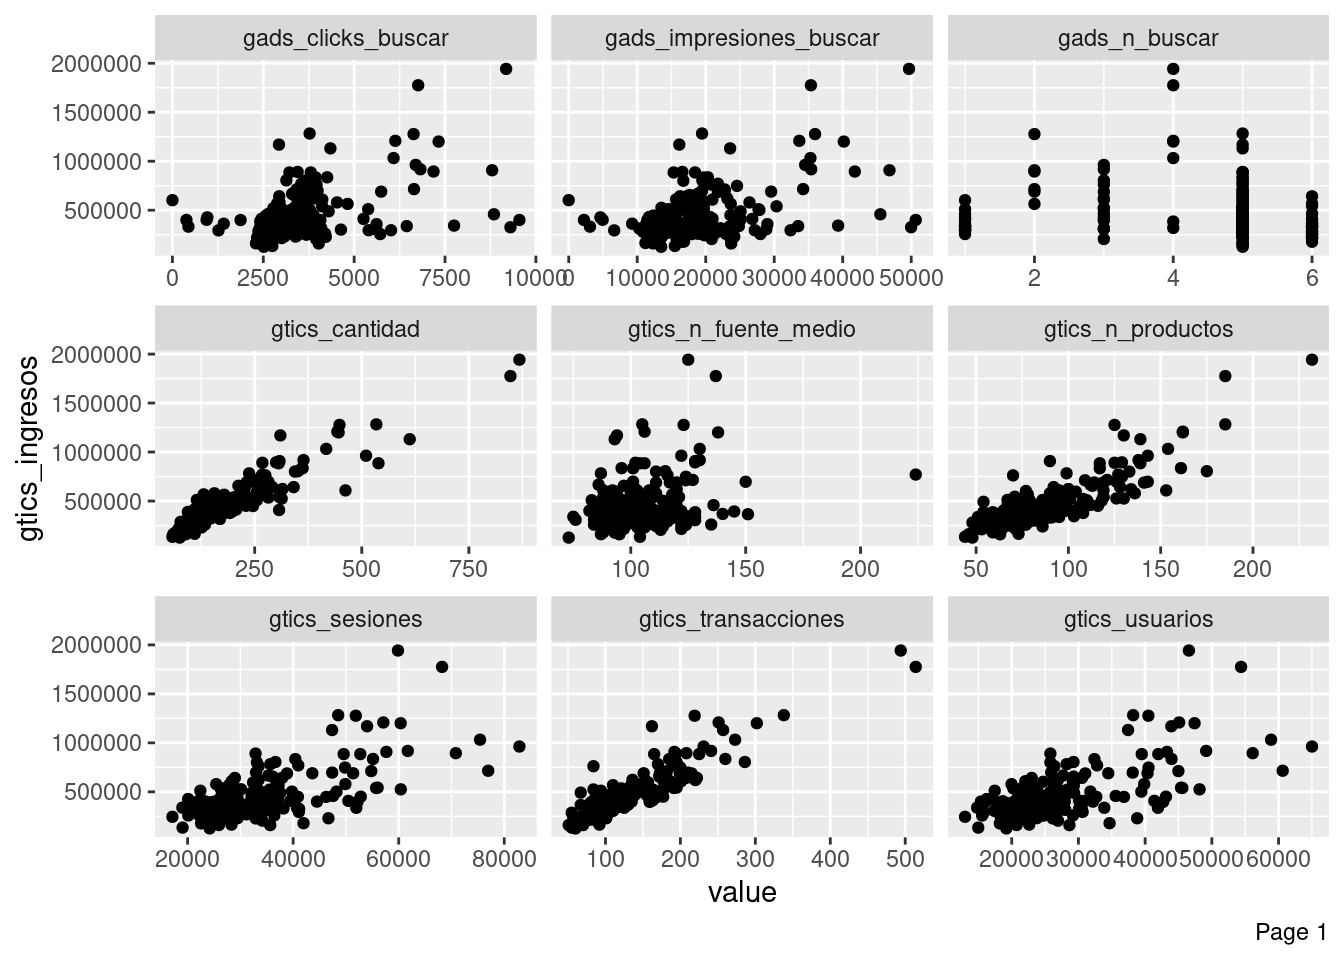 gads_clicks_buscar gads_impresiones_buscar gads_n_buscar
2000000
1500000
1000000
500000
0 2500 5000 7500 10000 0 10000 20000 30000 40000 50000 2 4 6
gtics_cantidad gtics_n_fuente_medio gtics_n_productos
2000000
1500000
1000000
500000
250 500 750 100 150 200 50 100 150 200
gtics_ingresos
gtics_sesiones gtics_transacciones gtics_usuarios
2000000
1500000
1000000
500000
20000 40000 60000 80000 100 200 300 400 500 20000 30000 40000 50000 60000
value
Page 1